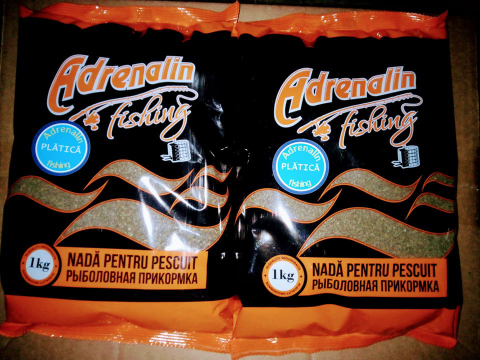 Adrenalin
fishing
Adrenalin
PLĂTICĂ
fishing
1kg
NADĂ PENTRU PESCUIT
РЫБОЛОВНАЯ ПРИКОРМКА
Adrenalin
fishing
Adrenalin
PLĂTICĂ
fishing
1kg
NADĂ PENTRU PESCUIT
РЫБОЛОВНАЯ ПРИКОРМКА